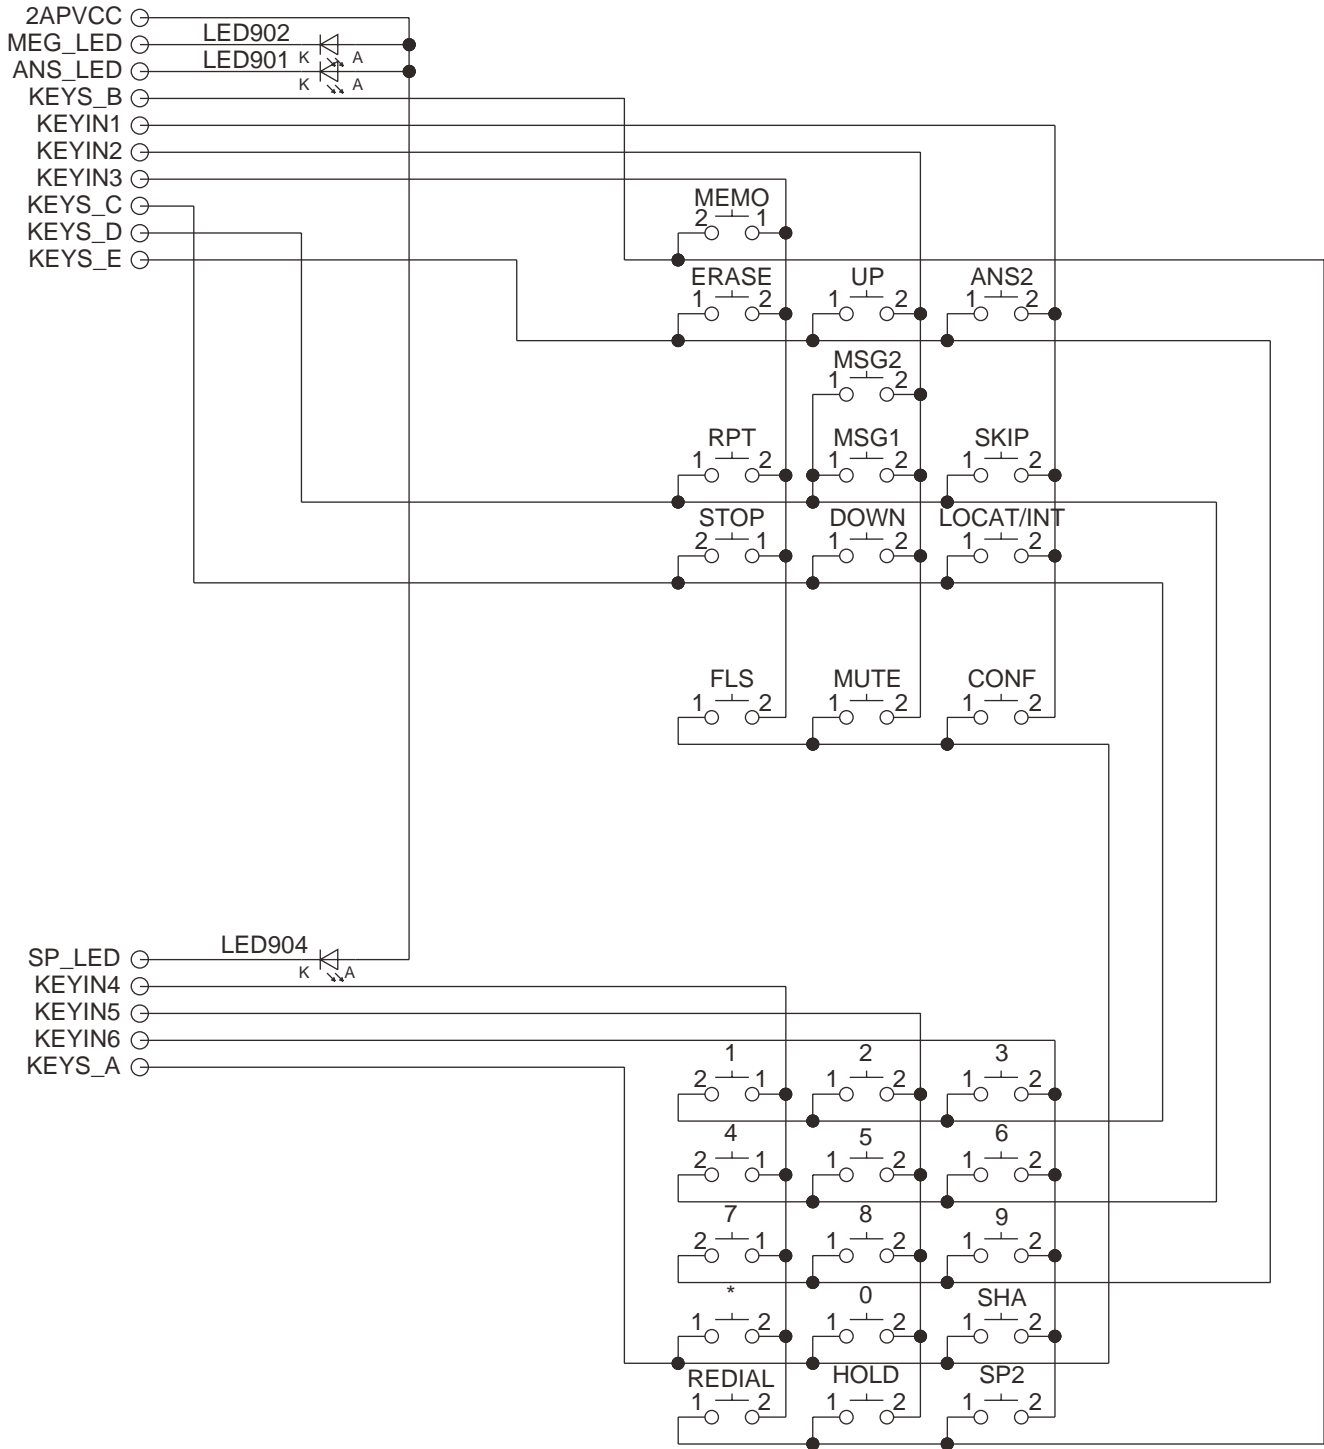 2APVCC
MEG_LED LED902
K A
ANS_LED LED901
K A
KEYS_B
KEYIN1
KEYIN2
KEYIN3
KEYS_C
KEYS_D
KEYS_E
MEMO
2 1
ERASE UP ANS2
1 2 1 2 1 2
MSG2
1 2
RPT MSG1 SKIP
1 2 1 2 1 2
STOP DOWN LOCAT/INT
2 1 1 2 1 2
FLS MUTE CONF
1 2 1 2 1 2
SP_LED LED904
K A
KEYIN4
KEYIN5
KEYIN6
KEYS_A
1 2 3
2 1 1 2 1 2
4 5 6
2 1 1 2 1 2
7 8 9
2 1 1 2 1 2
* 0 SHA
1 2 1 2 1 2
REDIAL HOLD SP2
1 2 1 2 1 2